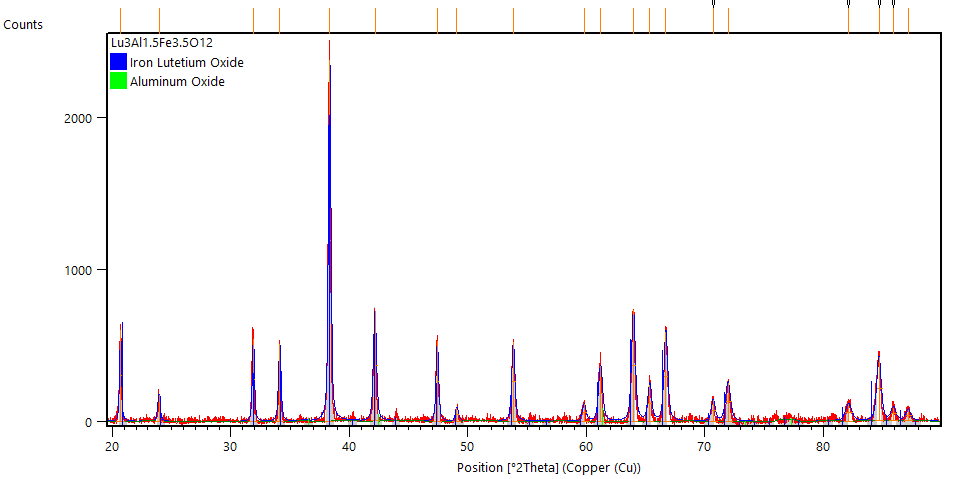 Counts
Lu3Al1.5Fe3.5O12
Iron Lutetium Oxide
Aluminum Oxide
2000
1000
0
20 30 40 50 60 70 80
Position [°2Theta] (Copper (Cu))